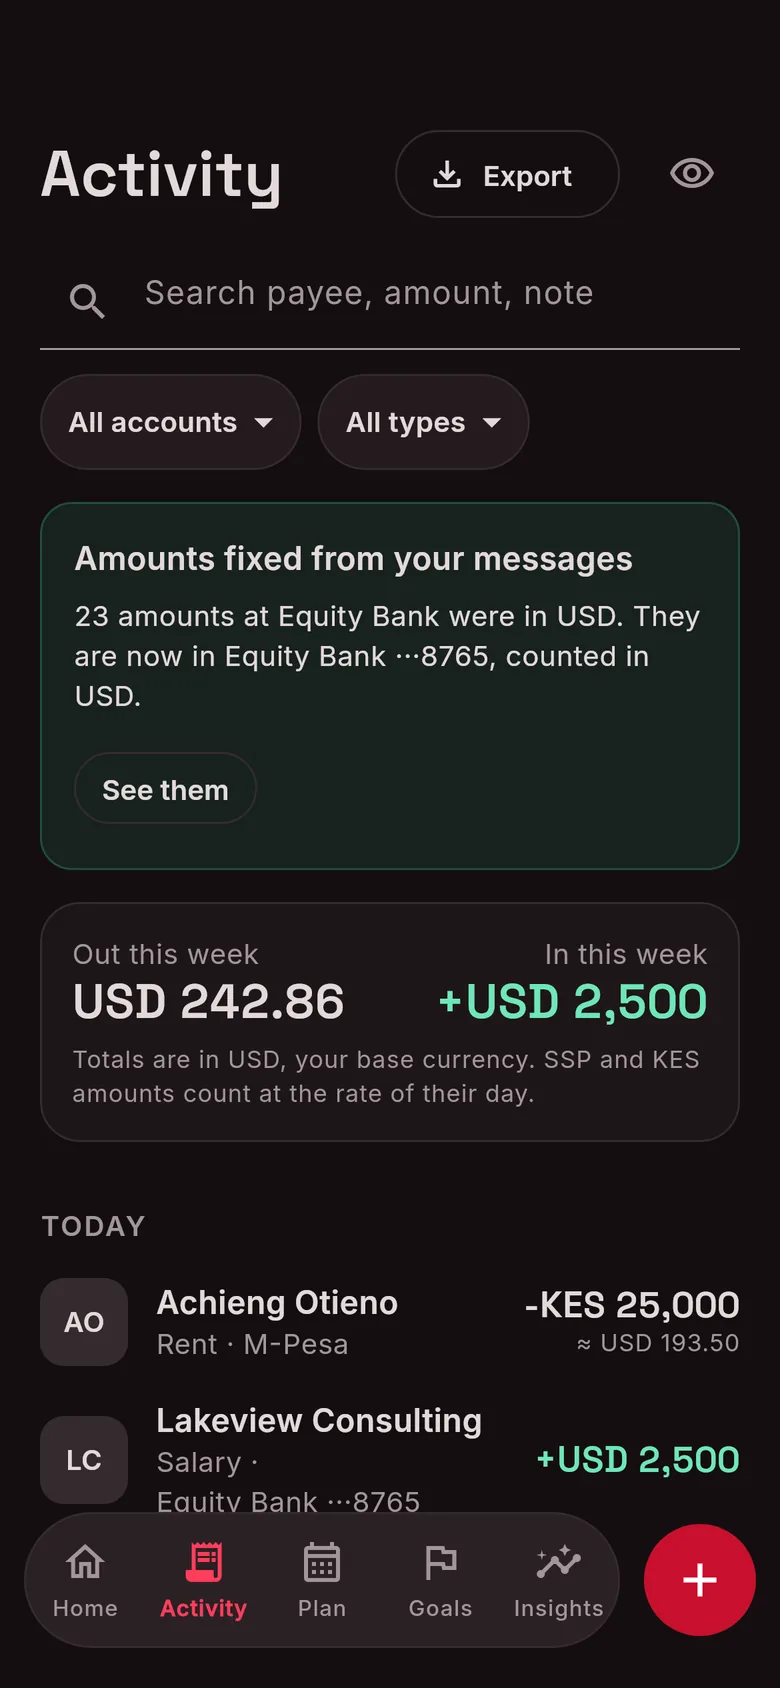 Activity
Export
Search payee, amount, note
All accounts
All types
Amounts fixed from your messages
23 amounts at Equity Bank were in USD. They
are now in Equity Bank ···8765, counted in
USD.
See them
Out this week
In this week
USD 242.86
+USD 2,500
Totals are in USD, your base currency. SSP and KES
amounts count at the rate of their day.
TODAY
AO
Achieng Otieno
-KES 25,000
Rent · M-Pesa
≈ USD 193.50
LC
Lakeview Consulting
Salary ·
+USD 2,500
Equity Bank ···8765
Home
Activity
Plan
Goals
Insights